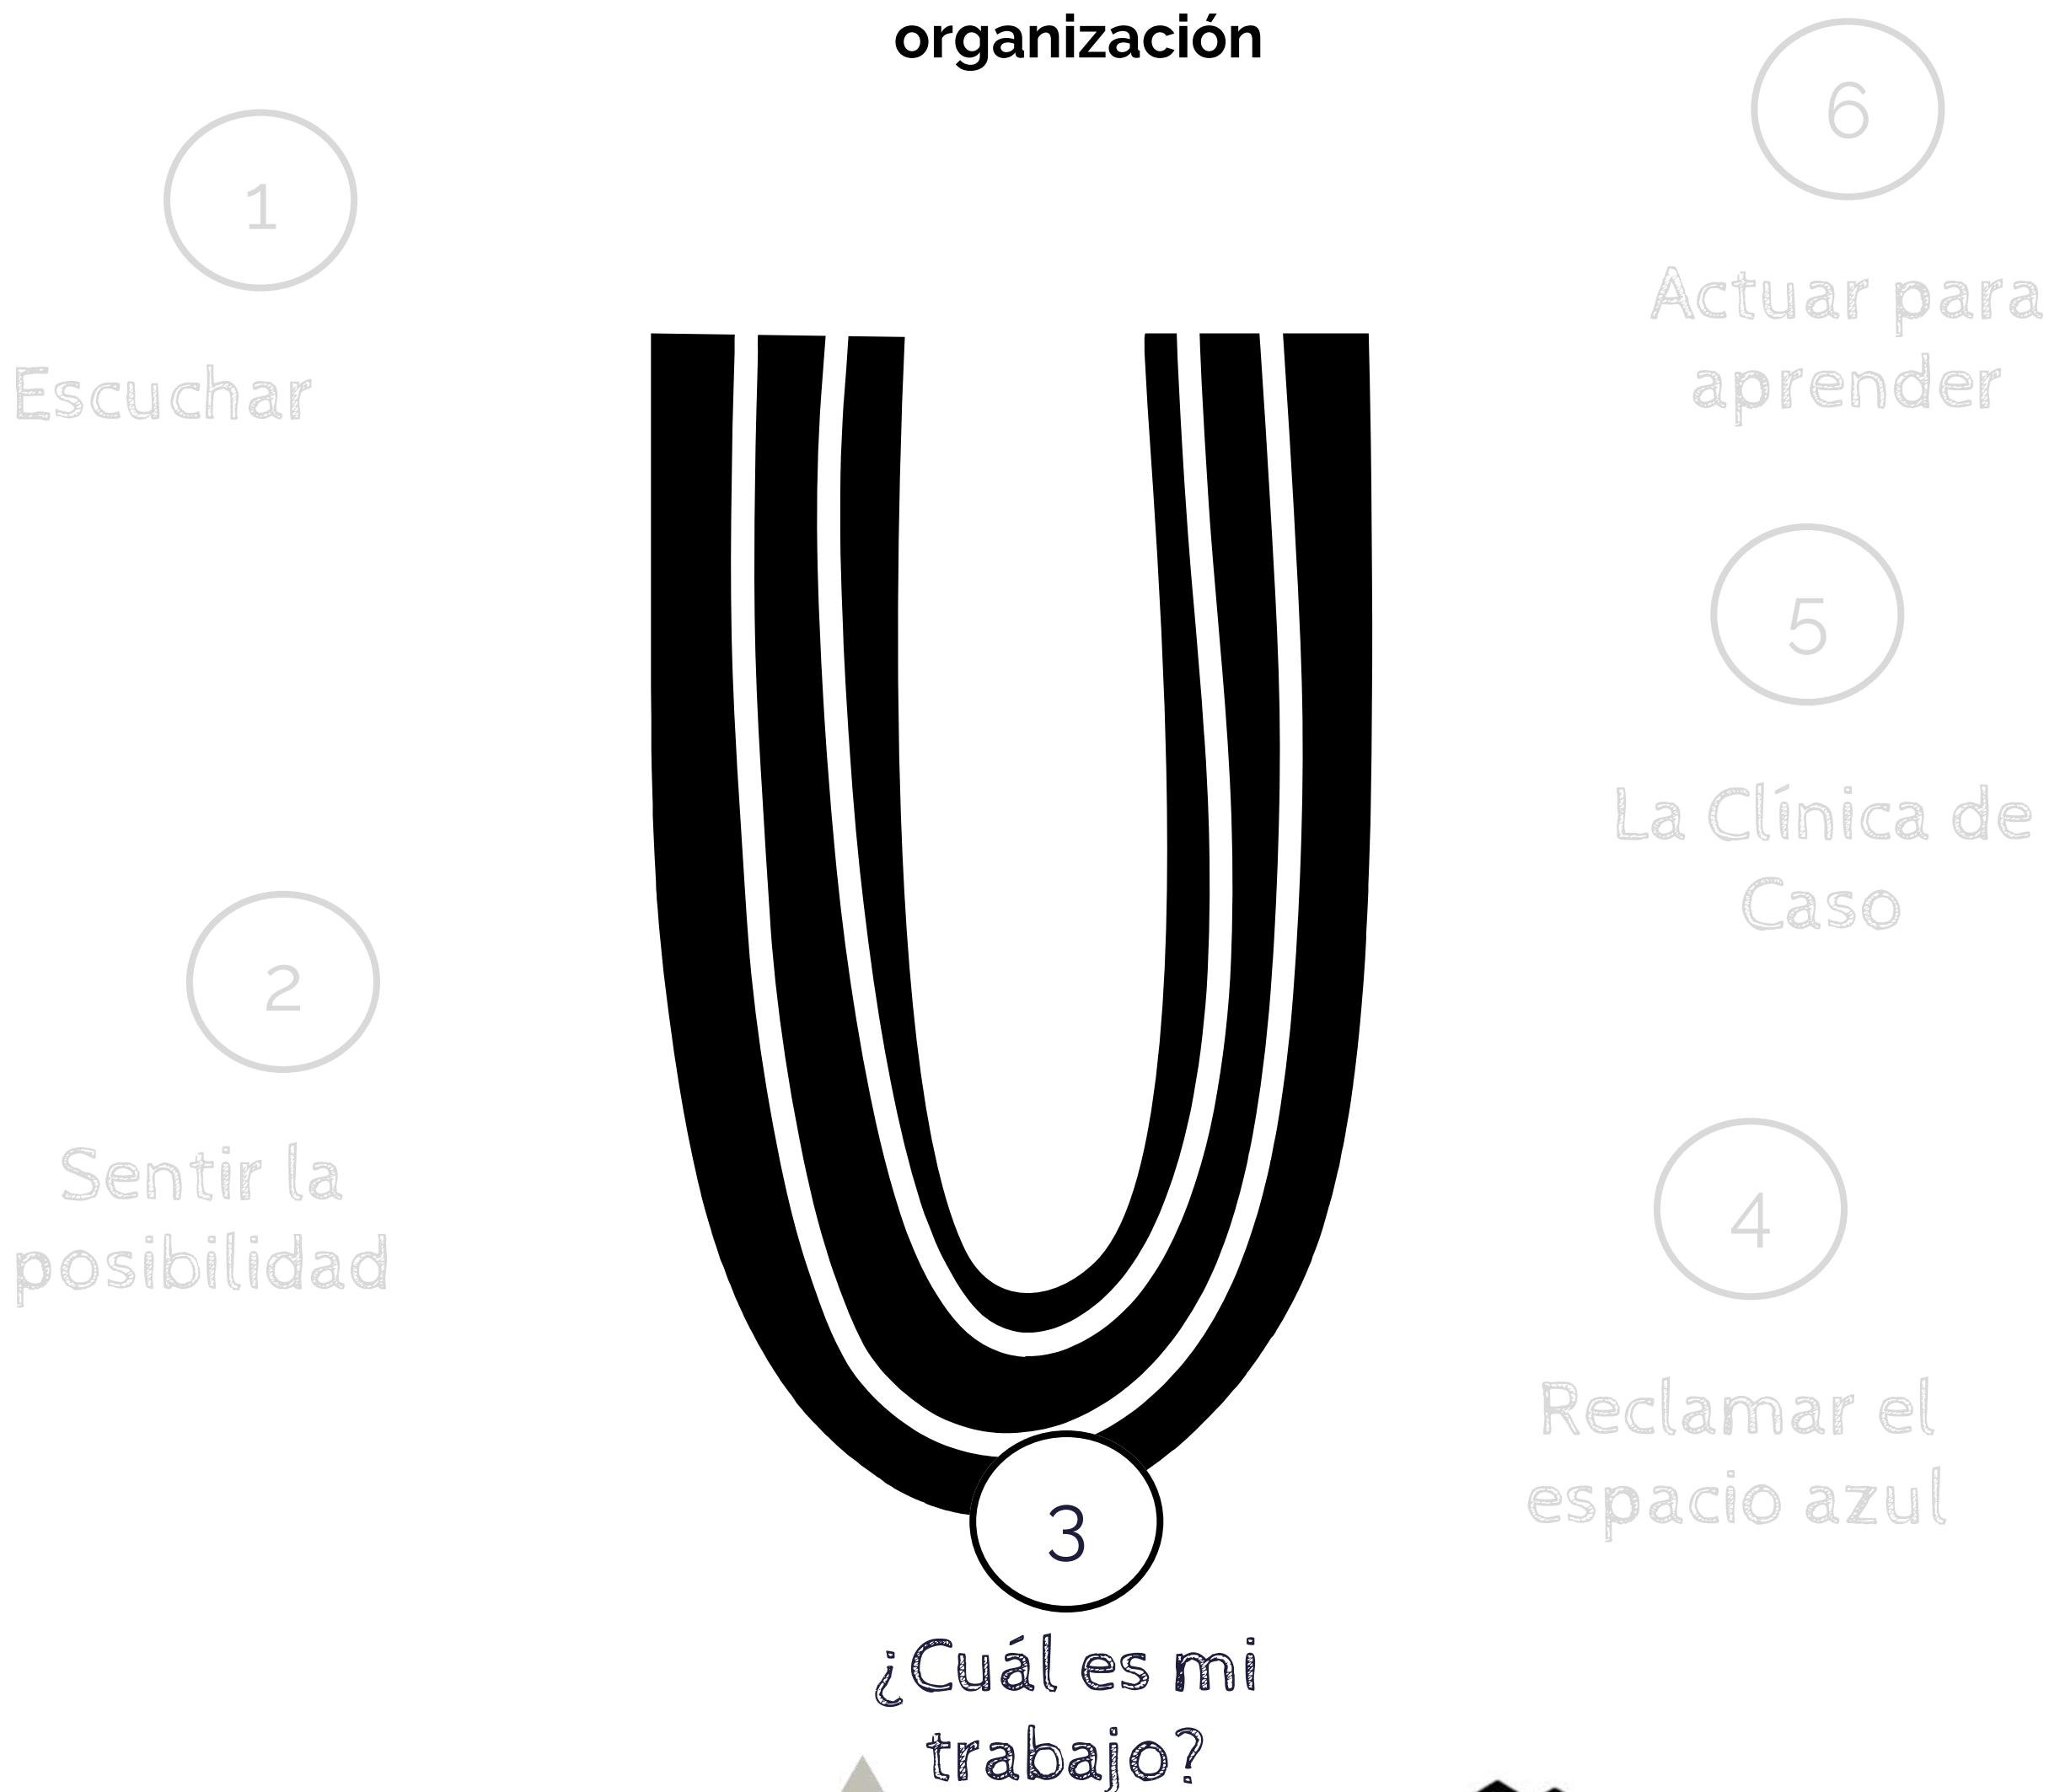 organización
1
Escuchar
2
Sentir la
posibilidad
3
¿Cuál es mi
trabajo?
4
Reclamar el
espacio azul
5
La Clínica de
Caso
6
Actuar para
aprender